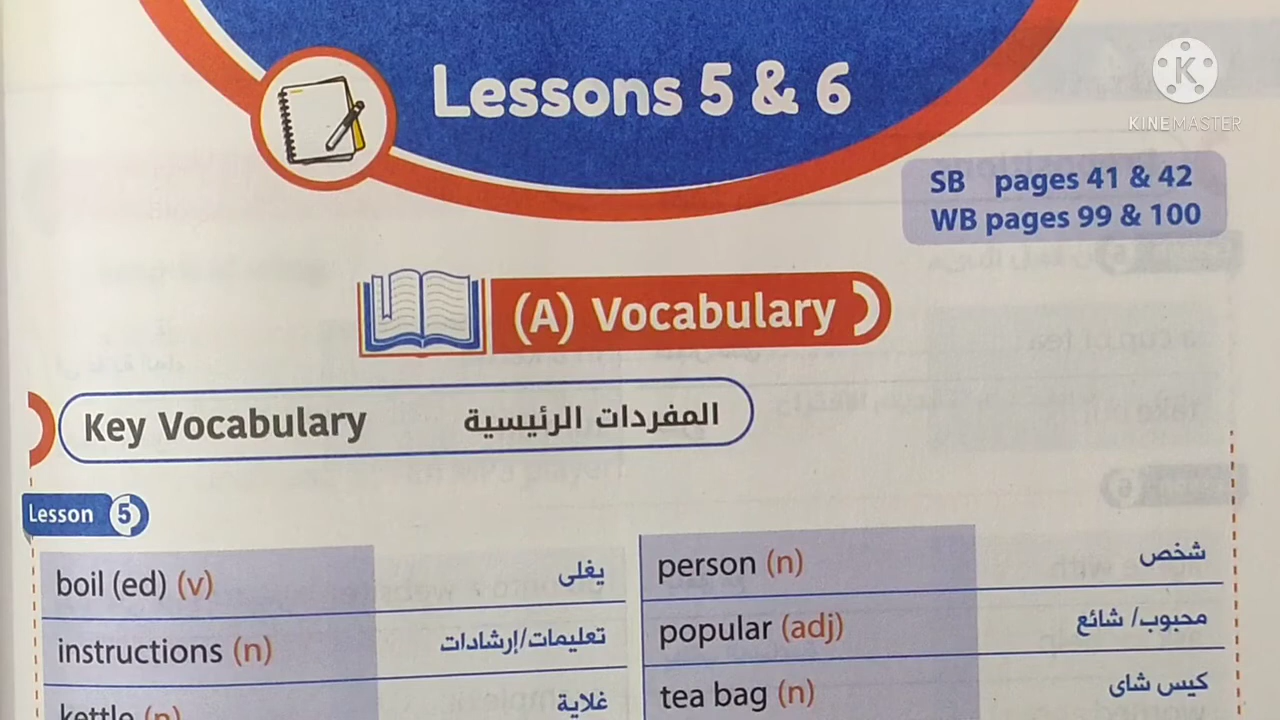 Lessons 5 & 6
KINEMASTER
SB pages 41 & 42
WB pages 99 & 100
(A) Vocabulary
Key Vocabulary المفردات الرئيسية
Lesson 5
boil (ed) (v) يغلى
instructions (n) تعليمات/إرشادات
kettle (n) غلاية
person (n) شخص
popular (adj) محبوب/ شائع
tea bag (n) كيس شاى